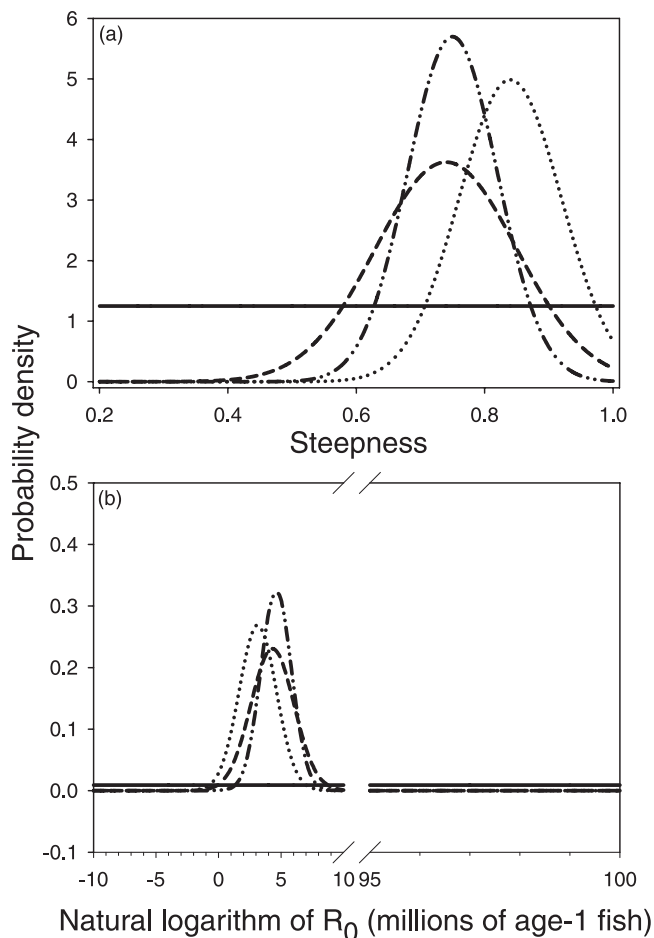 6
(a)
5
4
3
2
1
0
0.2 0.4 0.6 0.8 1.0
Steepness
Probability density
0.5
(b)
0.4
0.3
0.2
0.1
0.0
-0.1
-10 -5 0 5 10 95 100
Natural logarithm of R0 (millions of age-1 fish)